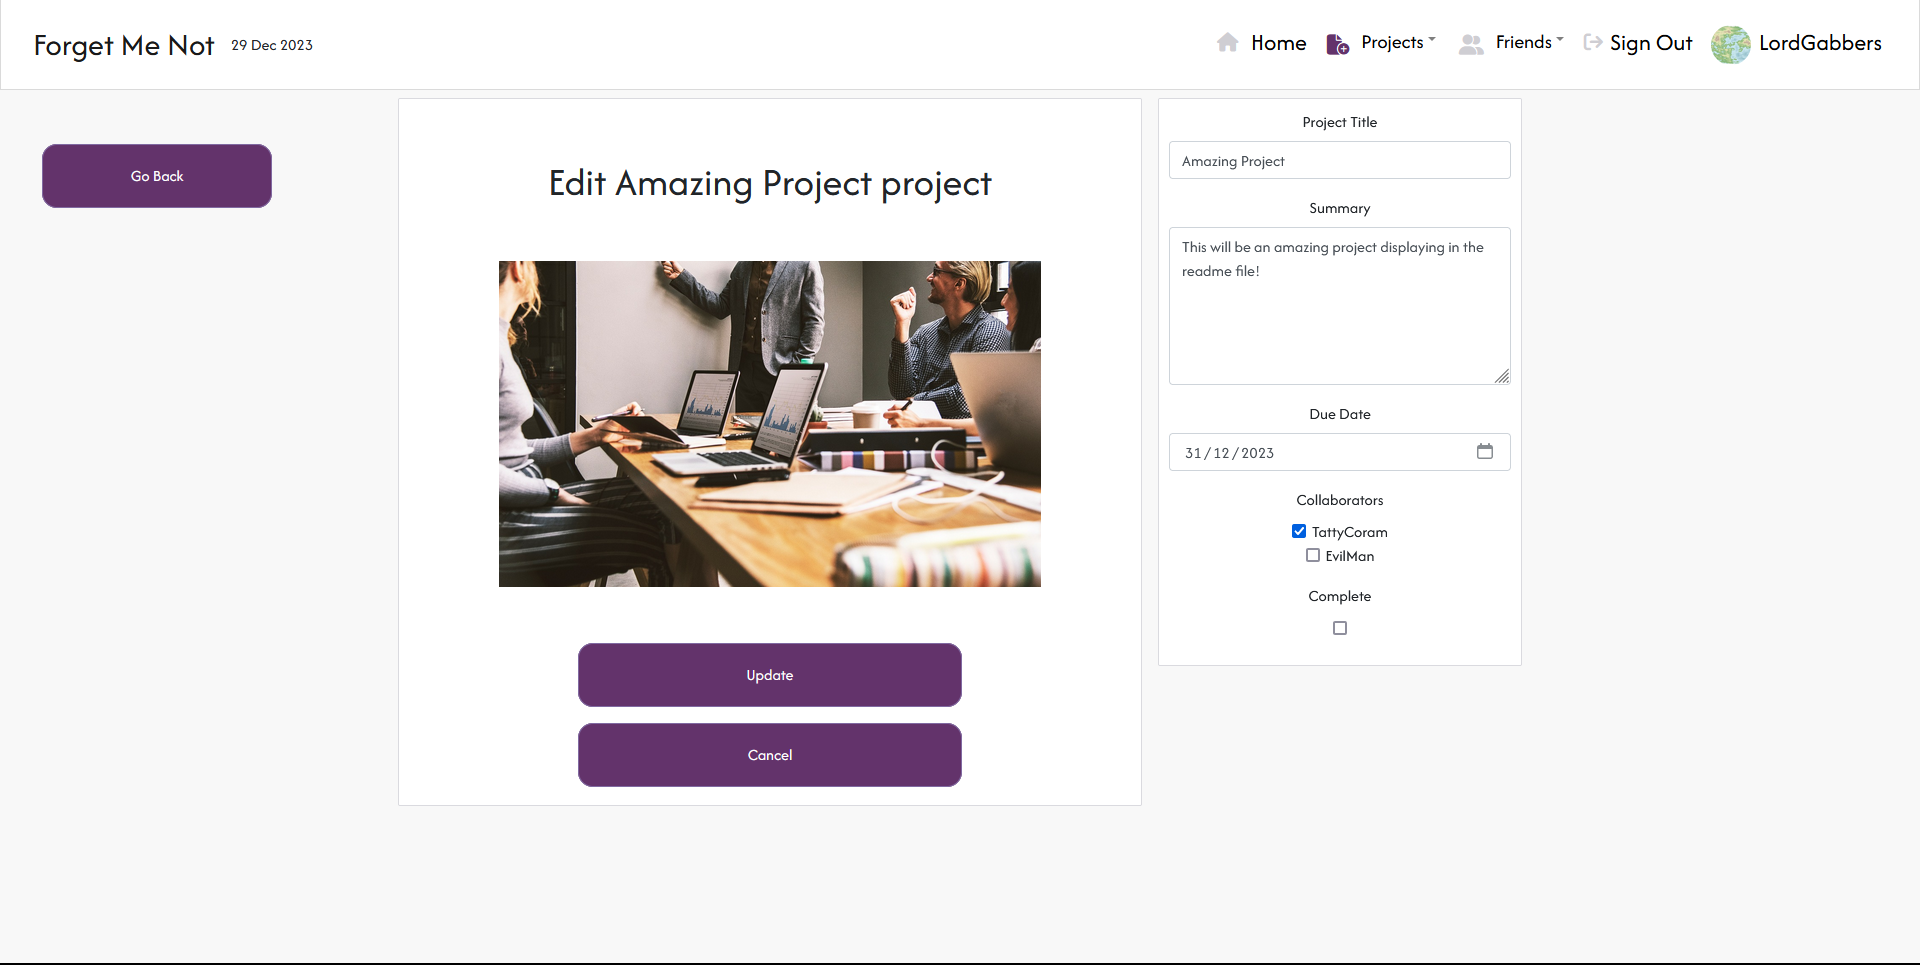 Forget Me Not 29 Dec 2023
Home Projects Friends Sign Out LordGabbers
Go Back
Edit Amazing Project project
Update
Cancel
Project Title
Amazing Project
Summary
This will be an amazing project displaying in the
readme file!
Due Date
31/12/2023
Collaborators
TattyCoram
EvilMan
Complete